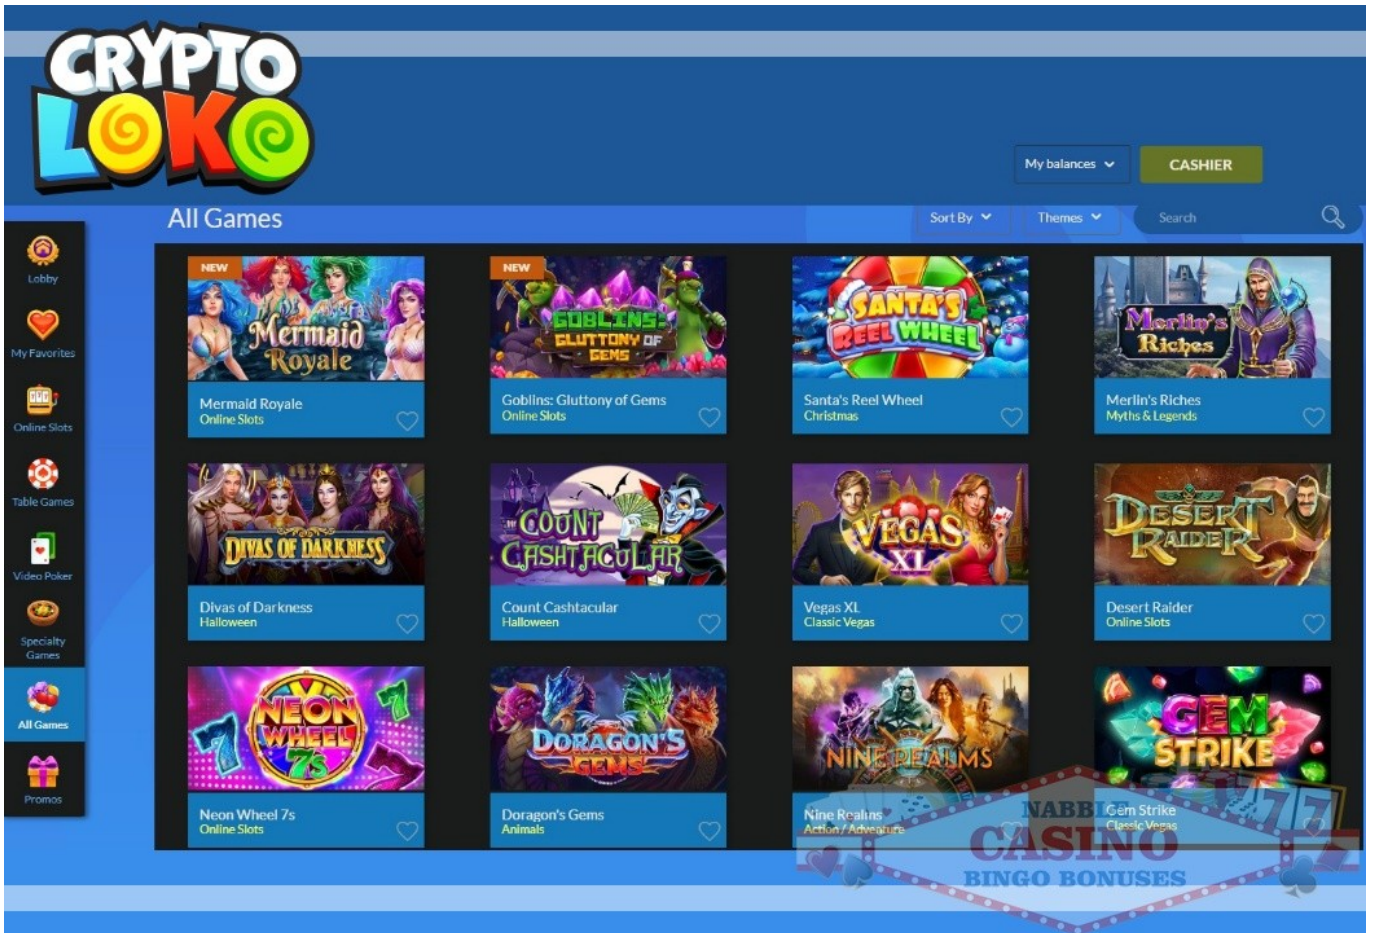 CRYPTO
LOKO
My balances
CASHIER
All Games
Sort By
Themes
Search
Lobby
My Favorites
Online Slots
Table Games
Video Poker
Specialty
Games
All Games
Promos
NEW
Mermaid
Royale
Mermaid Royale
Online Slots
NEW
GOBLINS:
GLUTTONY OF
GEMS
Goblins: Gluttony of Gems
Online Slots
SANTA'S
REEL WHEEL
Santa's Reel Wheel
Christmas
Merlin's
Riches
Merlin's Riches
Myths & Legends
DIVAS OF DARKNESS
Divas of Darkness
Halloween
COUNT
CASHTACULAR
Count Cashtacular
Halloween
VEGAS
XL
Vegas XL
Classic Vegas
DESERT
RAIDER
Desert Raider
Online Slots
7
NEON
WHEEL
7s
7
Neon Wheel 7s
Online Slots
DORAGON'S
GEMS
Doragon's Gems
Animals
NINE REALMS
Nine Realms
Action / Adventure
GEM
STRIKE
Gem Strike
Classic Vegas
NABBLE
CASINO
BINGO BONUSES
77